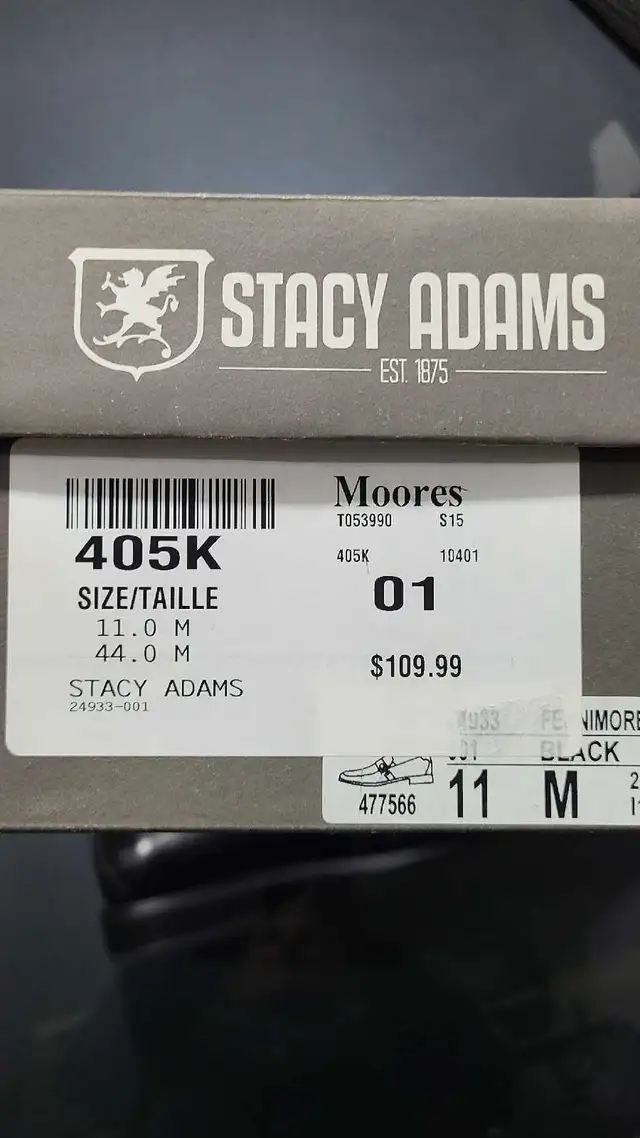 STACY ADAMS
EST. 1875
405K
SIZE/TAILLE
11.0 M
44.0 M
STACY ADAMS
24933-001
Moores
T053990 S15
405K 10401
01
$109.99
BLACK
477566 11 M